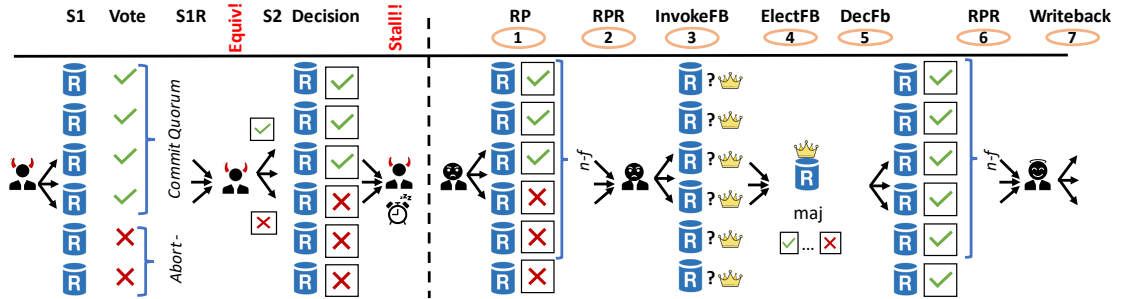 S1 Vote S1R Equiv! S2 Decision Stall!! RP RPR InvokeFB ElectFB DecFb RPR Writeback
1 2 3 4 5 6 7
R R R R ? R
R R R R ? R
R R R R ? R R
R R R R ? R
R R R R ? R
R R R R ? R
Commit Quorum
Abort -
zzz
n-f
n-f
maj
...